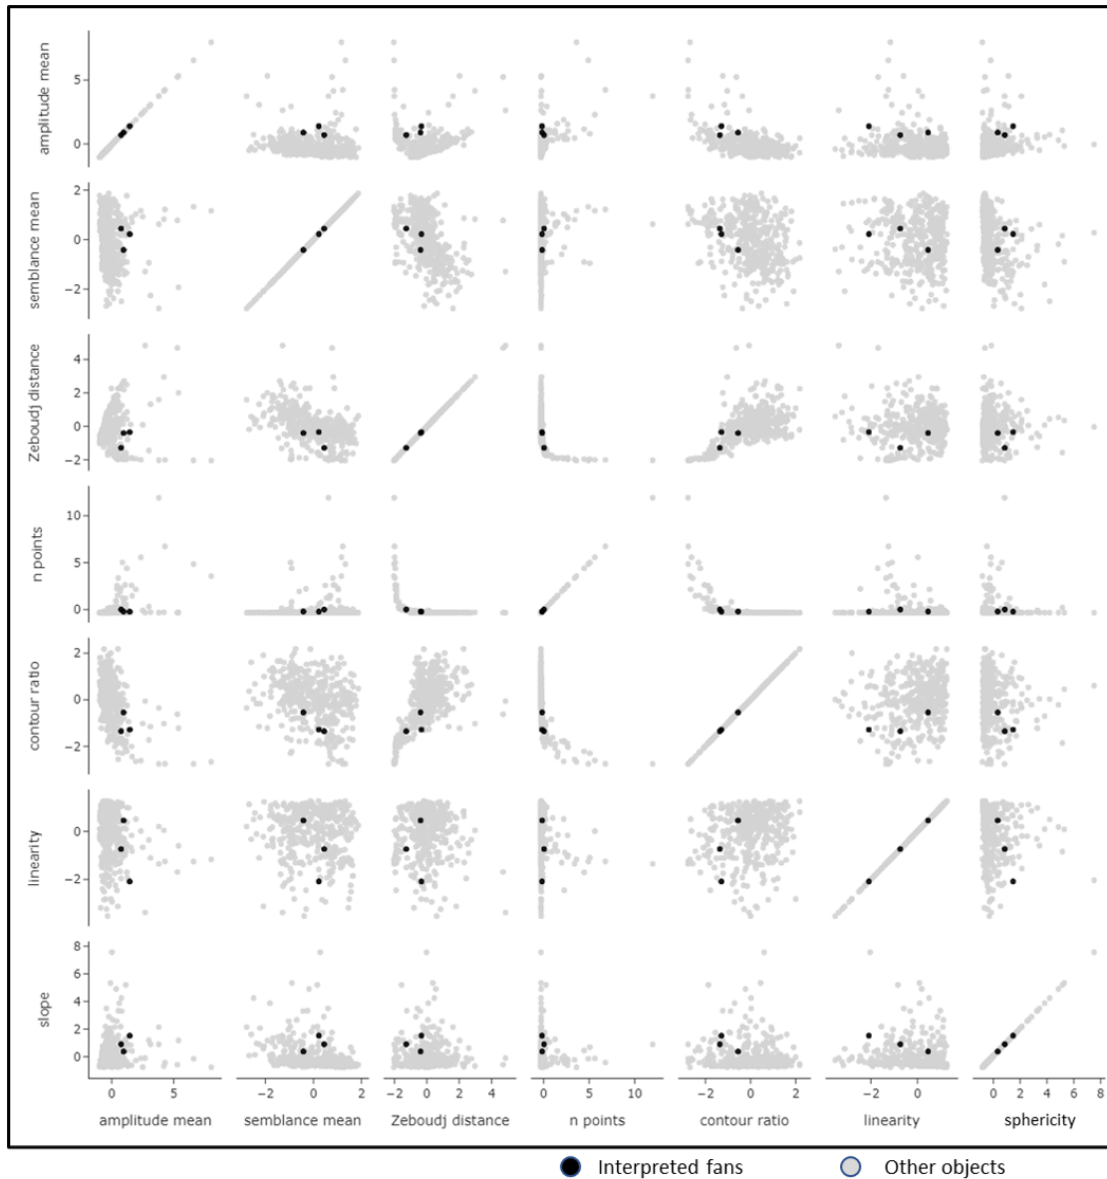 amplitude mean
5
0
semblance mean
2
0
−2
Zeboudj distance
4
2
0
−2
n points
10
5
0
contour ratio
2
0
−2
linearity
0
−2
slope
8
6
4
2
0
0 5 −2 0 2 −2 0 2 4 0 5 10 −2 0 2 −2 0 0 2 4 6 8
amplitude mean semblance mean Zeboudj distance n points contour ratio linearity sphericity
Interpreted fans Other objects